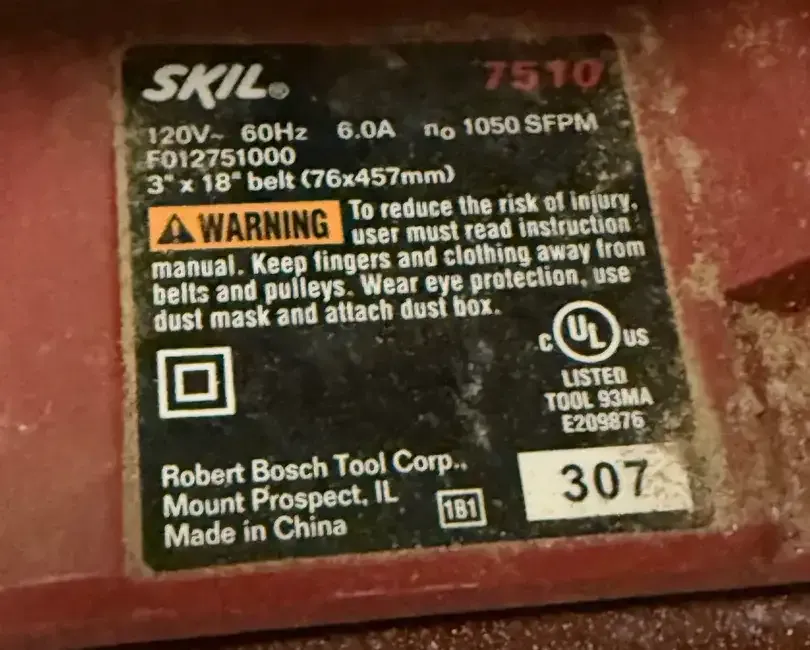 SKIL® 7510
120V~ 60Hz 6.0A no 1050 SFPM
F012751000
3" x 18" belt (76x457mm)
WARNING To reduce the risk of injury,
user must read instruction
manual. Keep fingers and clothing away from
belts and pulleys. Wear eye protection, use
dust mask and attach dust box.
C UL US
LISTED
TOOL 93MA
E209876
307
Robert Bosch Tool Corp.,
Mount Prospect, IL
1B1
Made in China